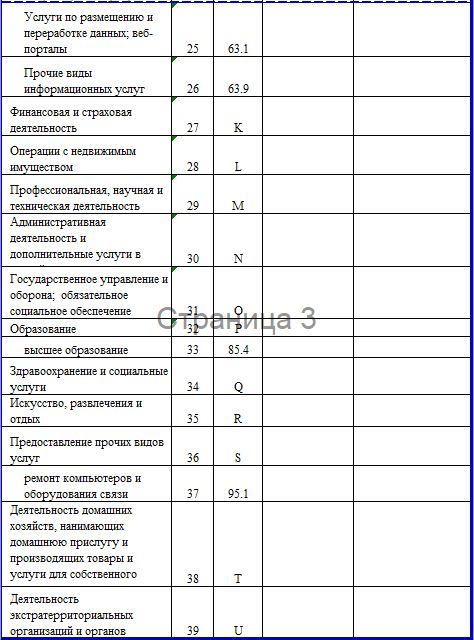 Услуги по размещению и
переработке данных; веб-
порталы 25 63.1
Прочие виды
информационных услуг 26 63.9
Финансовая и страховая
деятельность 27 K
Операции с недвижимым
имуществом 28 L
Профессиональная, научная и
техническая деятельность 29 M
Административная
деятельность и
дополнительные услуги в 30 N
Государственное управление и
оборона; обязательное
социальное обеспечение 31 O
Страница 3
Образование 32 P
высшее образование 33 85.4
Здравоохранение и социальные
услуги 34 Q
Искусство, развлечения и
отдых 35 R
Предоставление прочих видов
услуг 36 S
ремонт компьютеров и
оборудования связи 37 95.1
Деятельность домашних
хозяйств, нанимающих
домашнюю прислугу и
производящих товары и
услуги для собственного 38 T
Деятельность
экстратерриториальных
организаций и органов 39 U